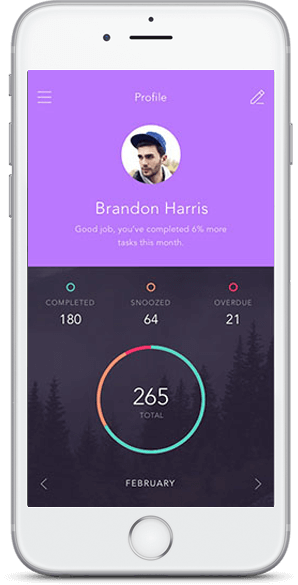 Profile
Brandon Harris
Good job, you've completed 6% more
tasks this month.
COMPLETED SNOOZED OVERDUE
180 64 21
265
TOTAL
FEBRUARY